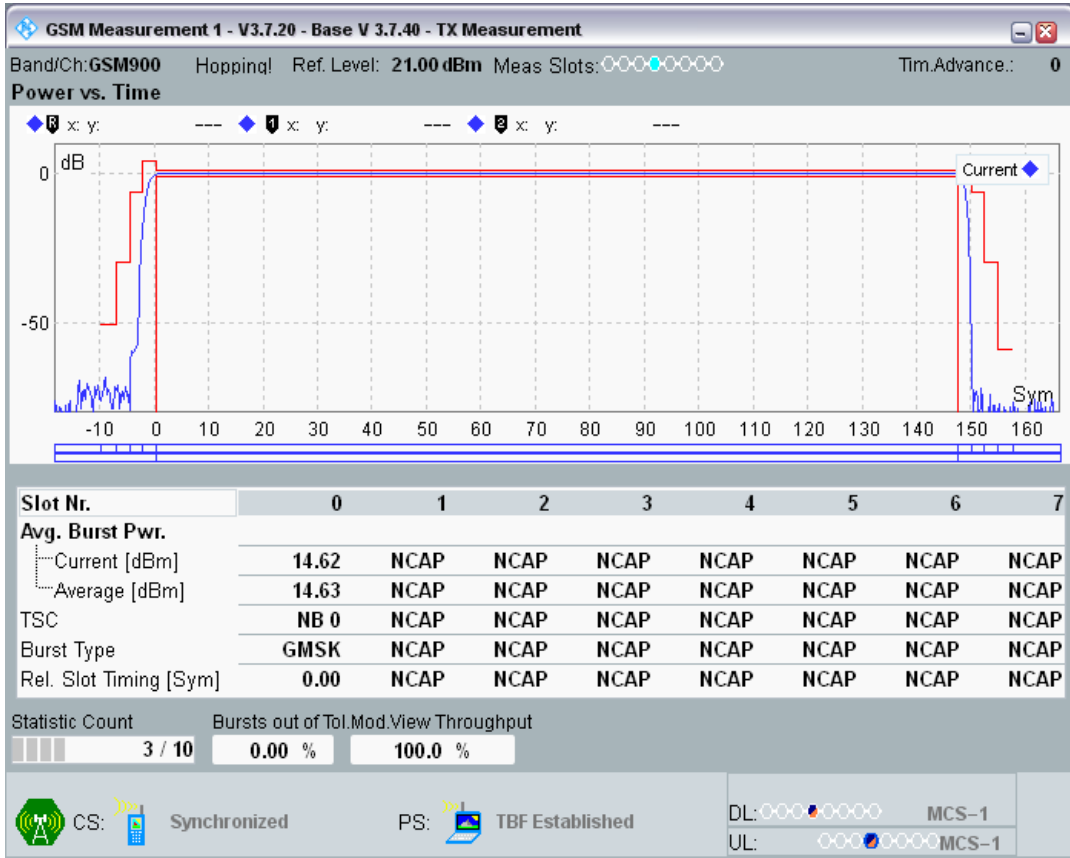 GSM Measurement 1 - V3.7.20 - Base V 3.7.40 - TX Measurement
Band/Ch:GSM900 Hopping! Ref. Level: 21.00 dBm Meas Slots: Tim.Advance.: 0
Power vs. Time
R x: y: --- 1 x: y: --- 2 x: y: ---
dB
Current
0
-50
Sym
-10 0 10 20 30 40 50 60 70 80 90 100 110 120 130 140 150 160
Slot Nr. 0 1 2 3 4 5 6 7
Avg. Burst Pwr.
Current [dBm] 14.62 NCAP NCAP NCAP NCAP NCAP NCAP NCAP
Average [dBm] 14.63 NCAP NCAP NCAP NCAP NCAP NCAP NCAP
TSC NB 0 NCAP NCAP NCAP NCAP NCAP NCAP NCAP
Burst Type GMSK NCAP NCAP NCAP NCAP NCAP NCAP NCAP
Rel. Slot Timing [Sym] 0.00 NCAP NCAP NCAP NCAP NCAP NCAP NCAP
Statistic Count Bursts out of Tol.Mod.View Throughput
3 / 10 0.00 % 100.0 %
CS: Synchronized PS: TBF Established DL: MCS-1
UL: MCS-1